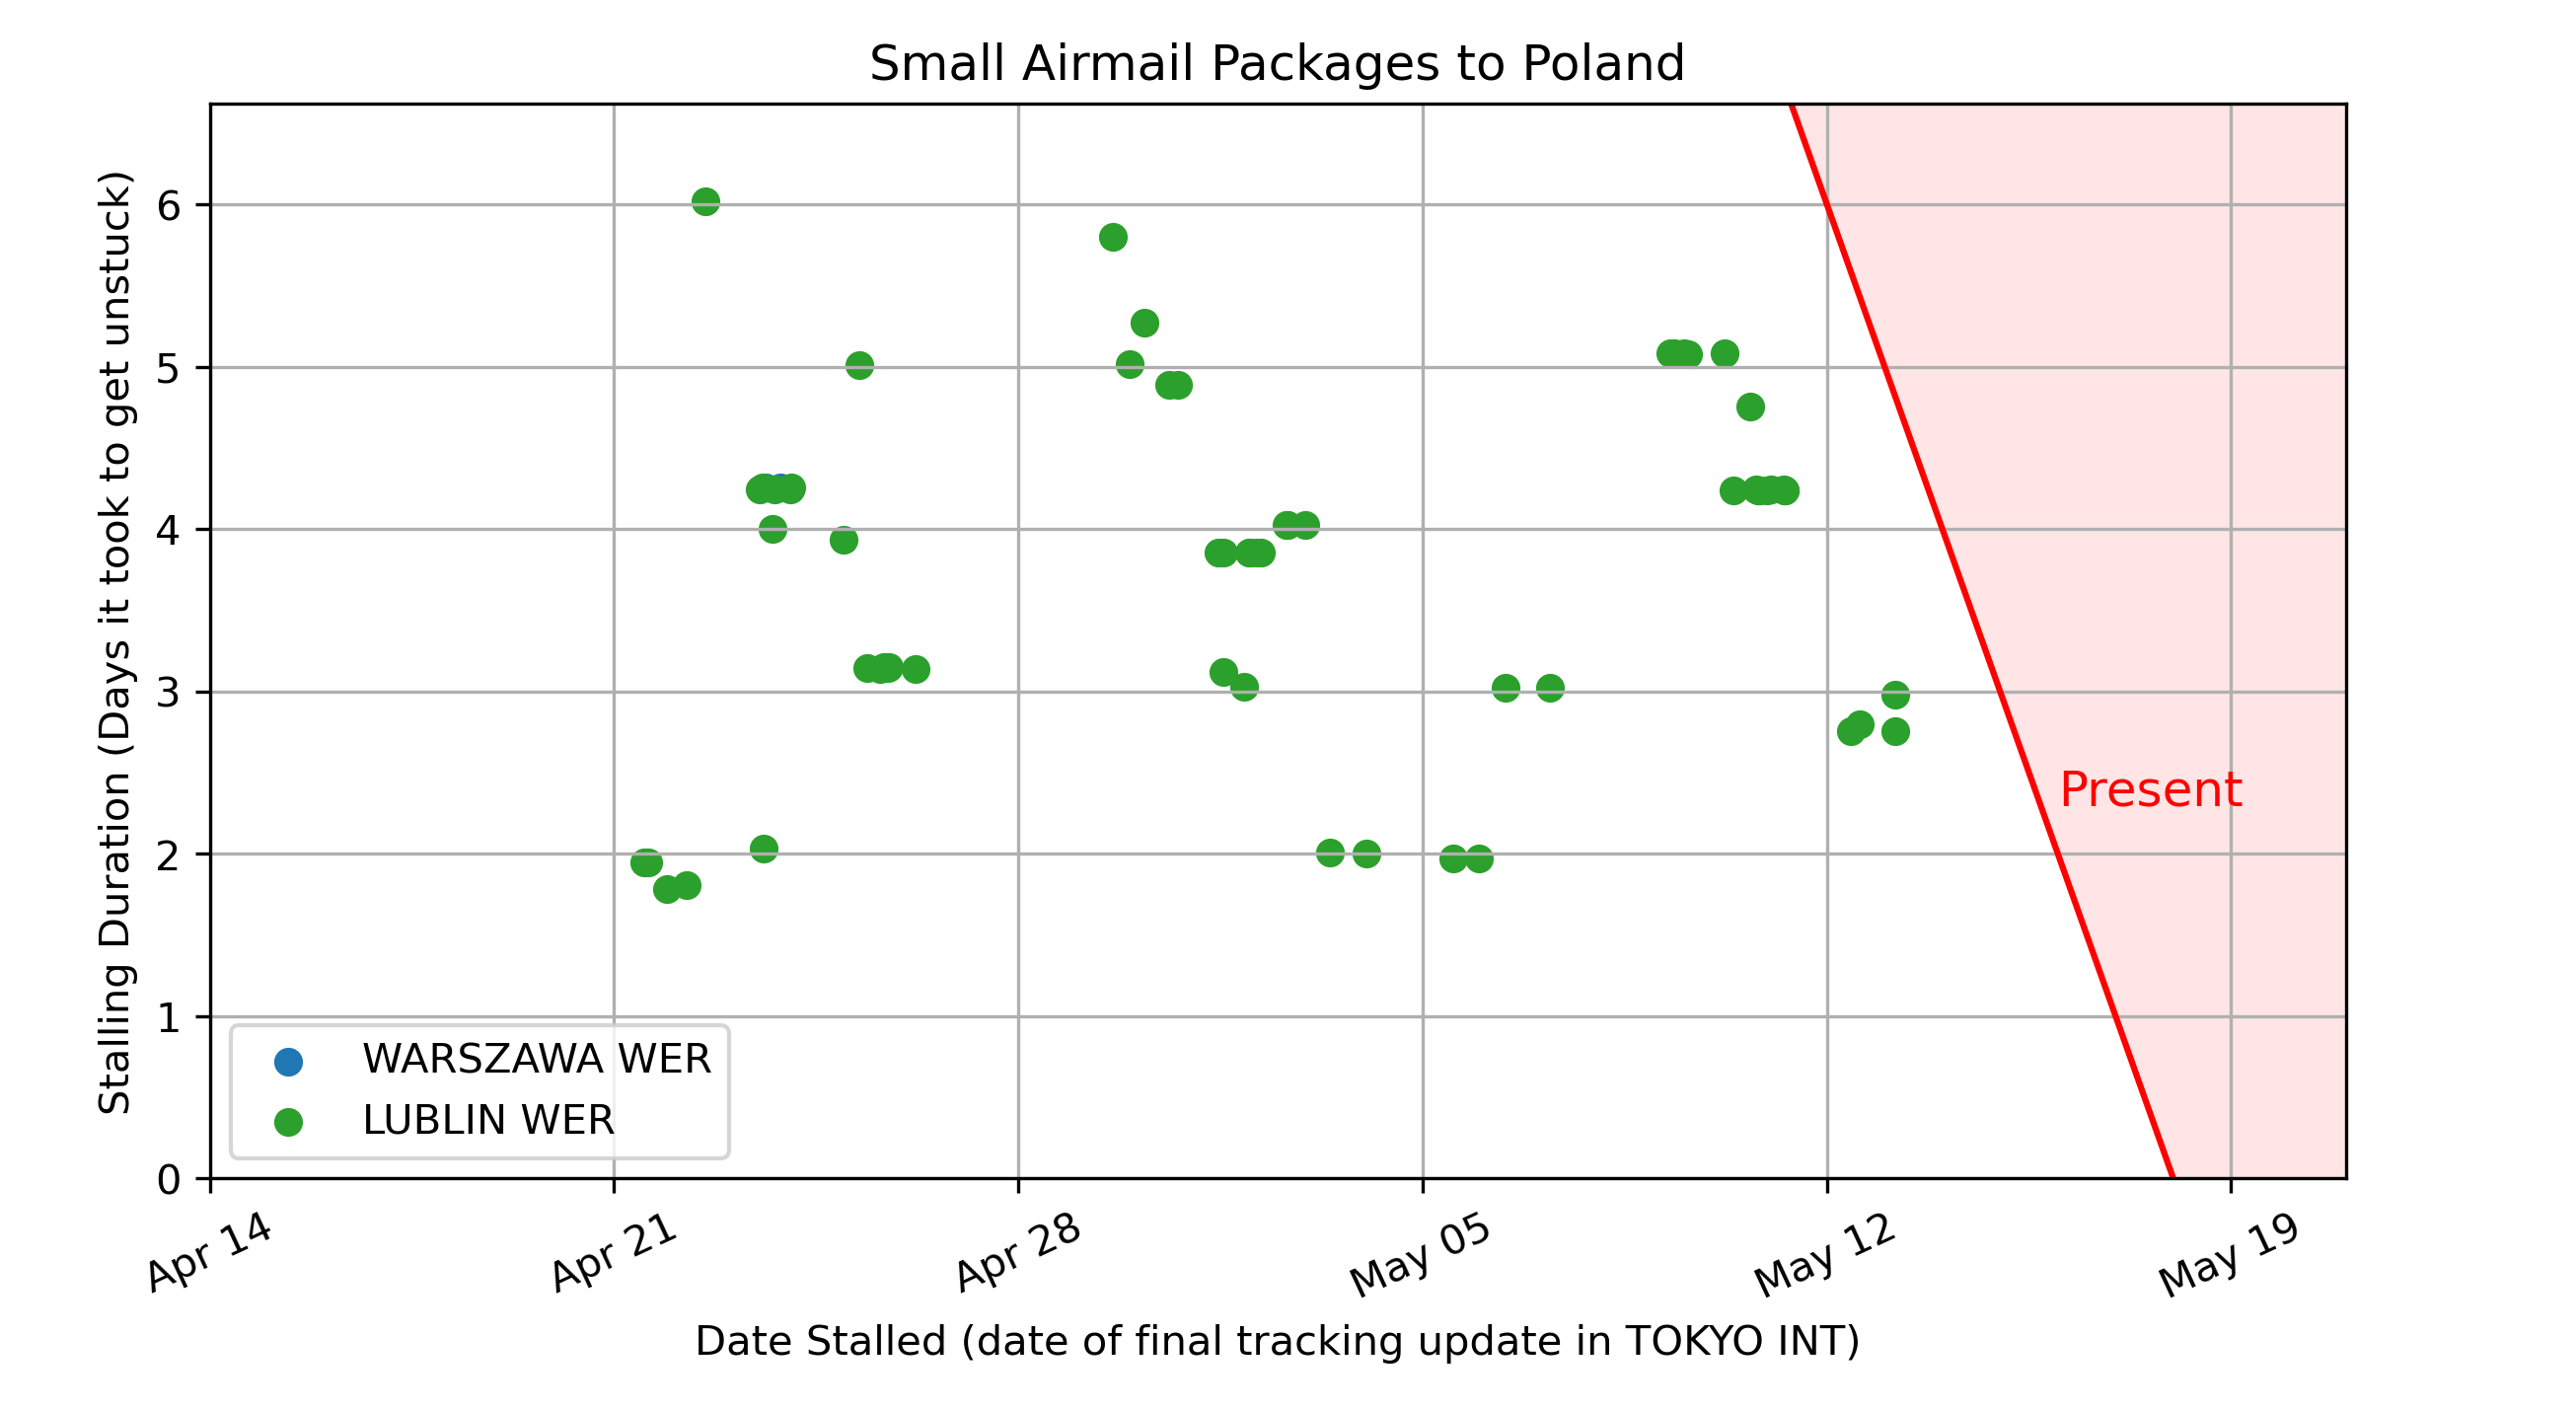 Small Airmail Packages to Poland
Stalling Duration (Days it took to get unstuck)
6
5
4
3
2
1
0
Present
WARSZAWA WER
LUBLIN WER
Apr 14
Apr 21
Apr 28
May 05
May 12
May 19
Date Stalled (date of final tracking update in TOKYO INT)